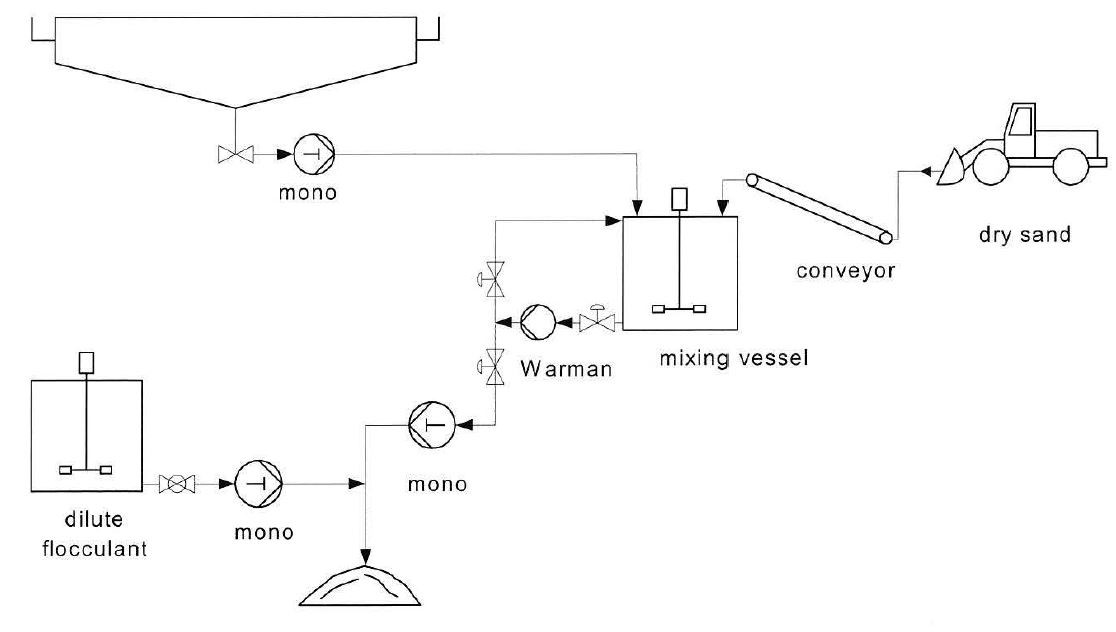 mono
dry sand
conveyor
mixing vessel
Warman
mono
dilute
flocculant
mono